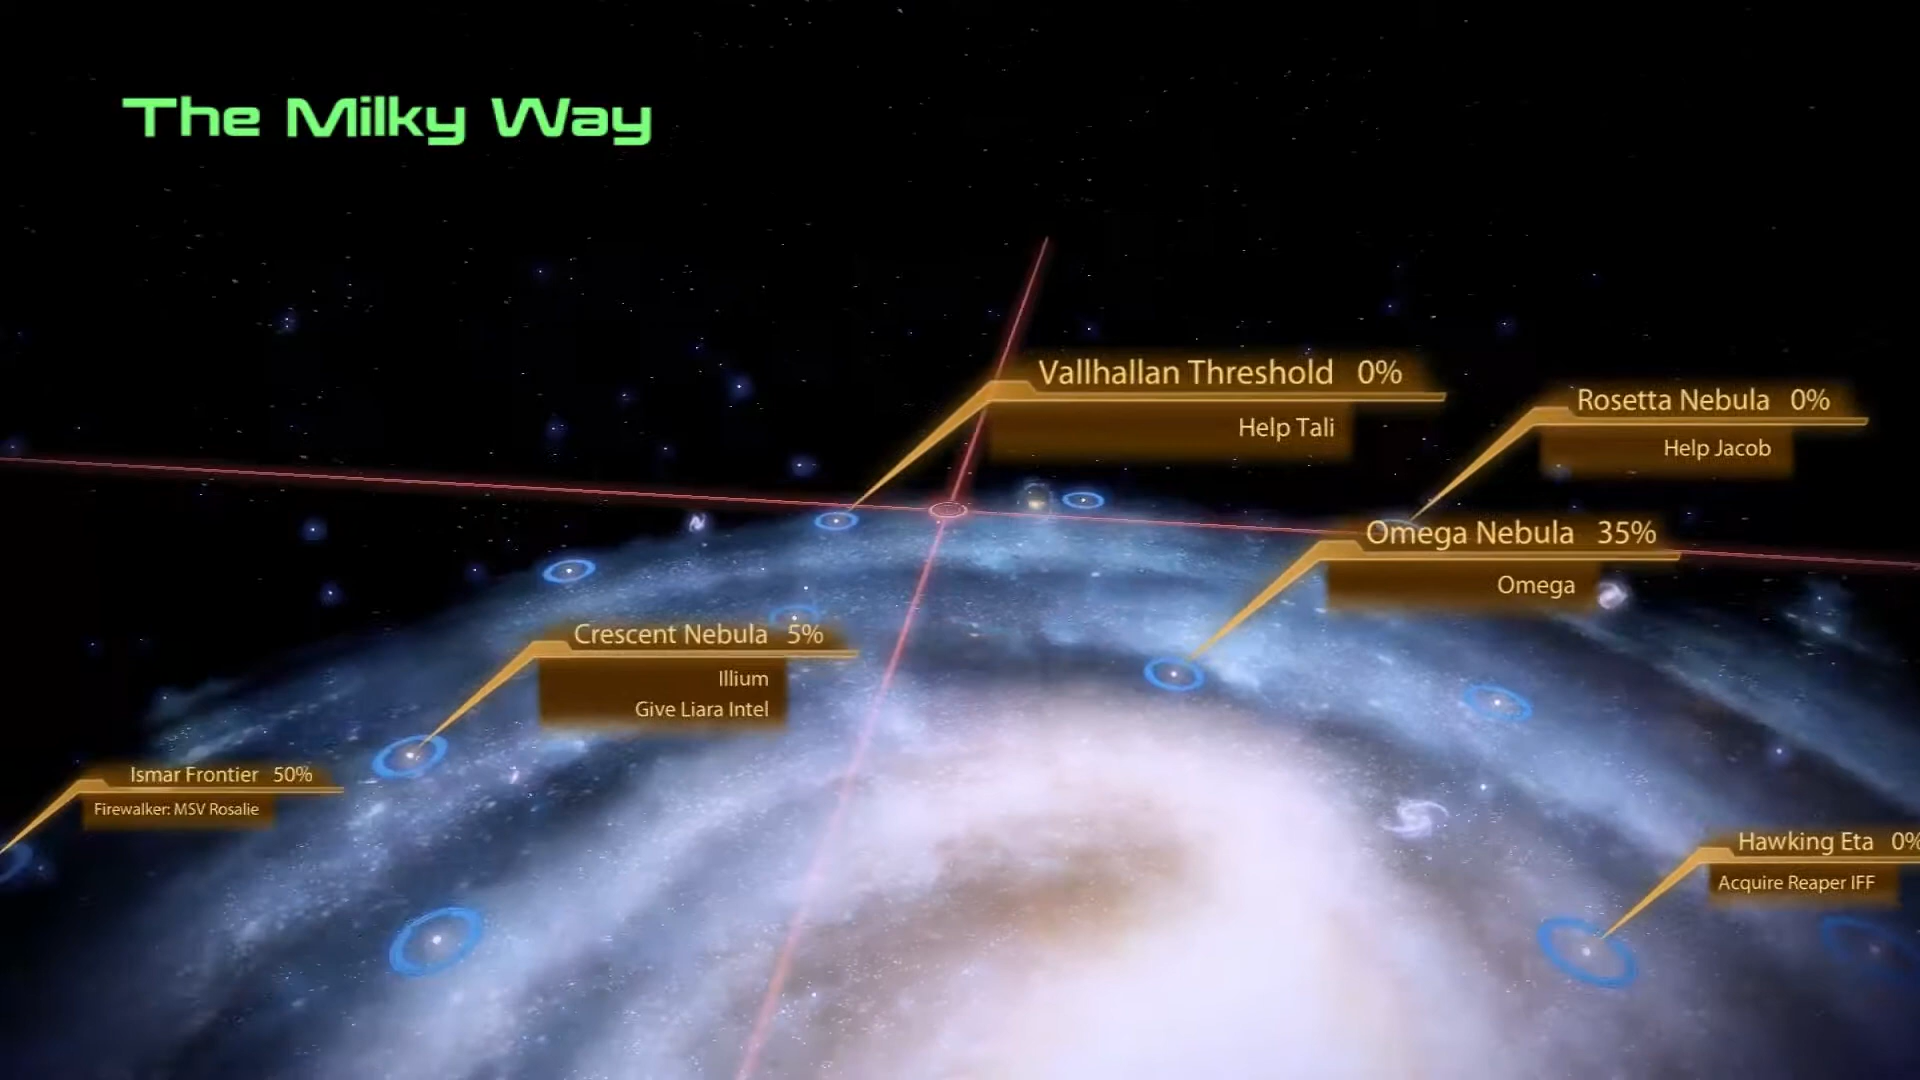 The Milky Way
Vallhallan Threshold 0%
Help Tali
Rosetta Nebula 0%
Help Jacob
Omega Nebula 35%
Omega
Crescent Nebula 5%
Illium
Give Liara Intel
Ismar Frontier 50%
Firewalker: MSV Rosalie
Hawking Eta 0%
Acquire Reaper IFF